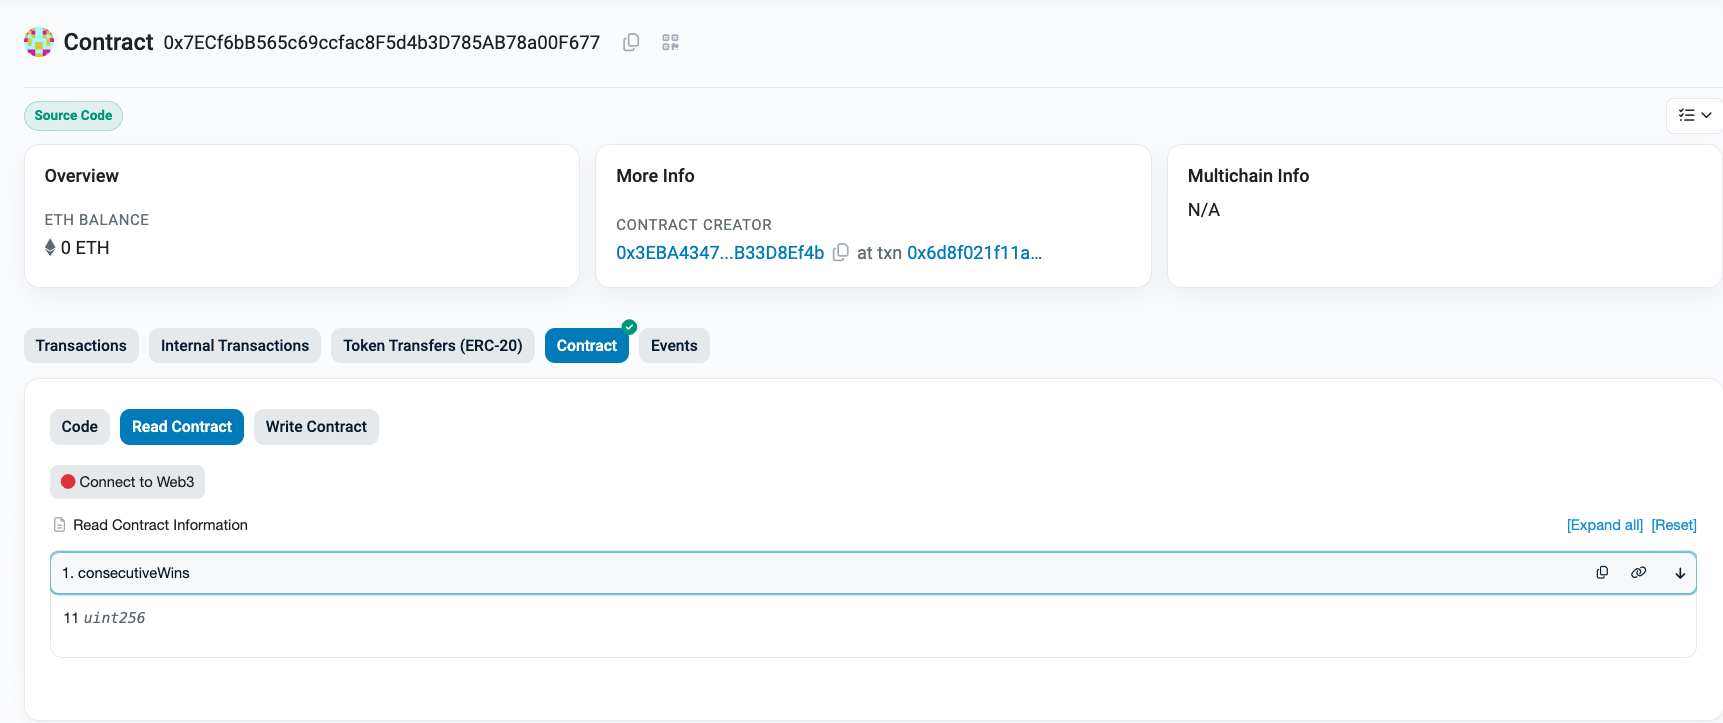 Contract 0x7ECf6bB565c69ccfac8F5d4b3D785AB78a00F677
Source Code
Overview
ETH BALANCE
0 ETH
More Info
CONTRACT CREATOR
0x3EBA4347...B33D8Ef4b at txn 0x6d8f021f11a...
Multichain Info
N/A
Transactions
Internal Transactions
Token Transfers (ERC-20)
Contract
Events
Code
Read Contract
Write Contract
Connect to Web3
Read Contract Information
[Expand all] [Reset]
1. consecutiveWins
11 uint256